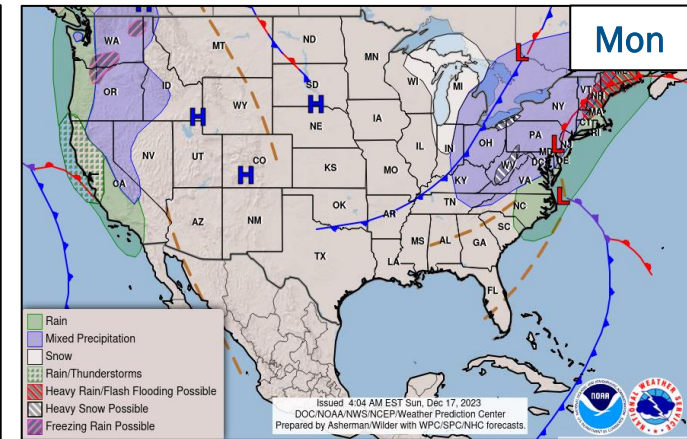 Mon
H
L
WA
MT
ND
MN
OR
ID
WY
SD
H
H
WI
MI
VT
NH
NY
MA
CT
RI
NE
IA
PA
NJ
L
NV
UT
CO
H
IL
IN
OH
MD
DE
DC
WV
VA
CA
KS
MO
KY
L
NC
TN
AZ
NM
OK
AR
SC
MS
AL
GA
TX
LA
FL
Rain
Mixed Precipitation
Snow
Rain/Thunderstorms
Heavy Rain/Flash Flooding Possible
Heavy Snow Possible
Freezing Rain Possible
Issued 4:04 AM EST Sun, Dec 17, 2023
DOC/NOAA/NWS/NCEP/Weather Prediction Center
Prepared by Asherman/Wilder with WPC/SPC/NHC forecasts.
NOAA
NATIONAL WEATHER
SERVICE